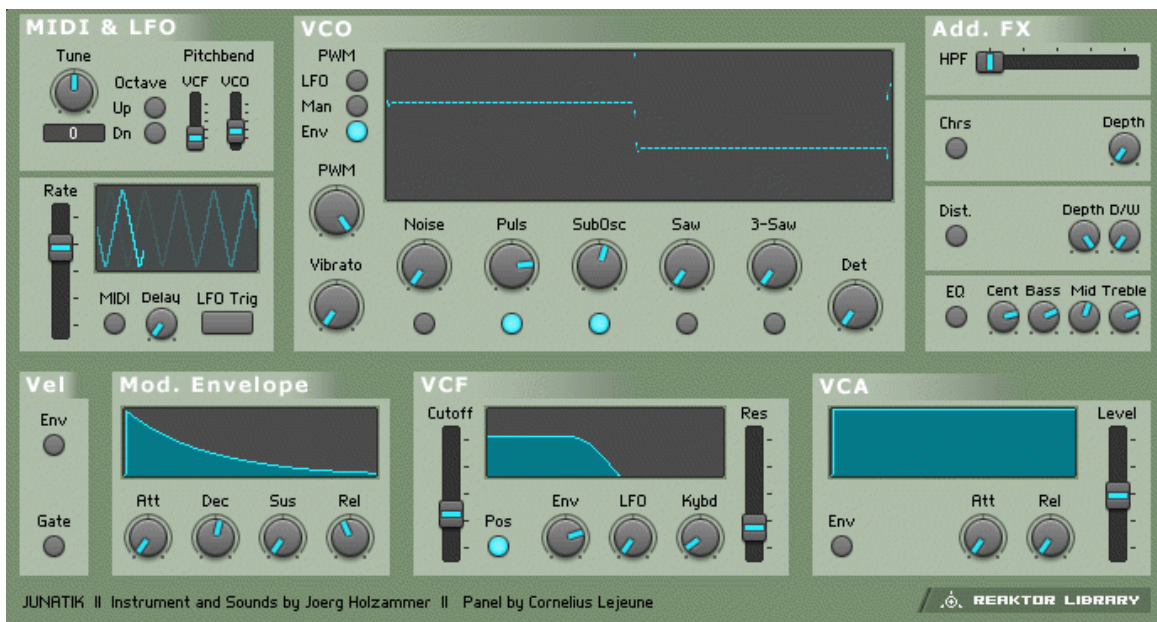 MIDI & LFO
Tune
Pitchbend
Octave
VCF
VCO
Up
Dn
0
Rate
MIDI
Delay
LFO Trig
VCO
PWM
LFO
Man
Env
PWM
Vibrato
Noise
Puls
SubOsc
Saw
3-Saw
Det
Add. FX
HPF
Chrs
Depth
Dist.
Depth D/W
EQ
Cent Bass Mid Treble
Vel
Env
Gate
Mod. Envelope
Att
Dec
Sus
Rel
VCF
Cutoff
Res
Pos
Env
LFO
Kybd
VCA
Level
Env
Att
Rel
JUNATIK II Instrument and Sounds by Joerg Holzammer II Panel by Cornelius Lejeune
REAKTOR LIBRARY